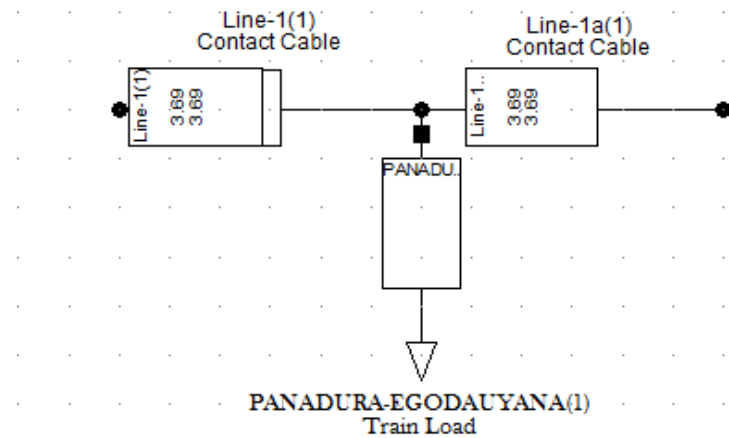 Line-1(1)
Contact Cable
Line-1a(1)
Contact Cable
Line-1(1)
3.69
3.69
Line-1..
3.69
3.69
PANADU..
PANADURA-EGODAUYANA(1)
Train Load